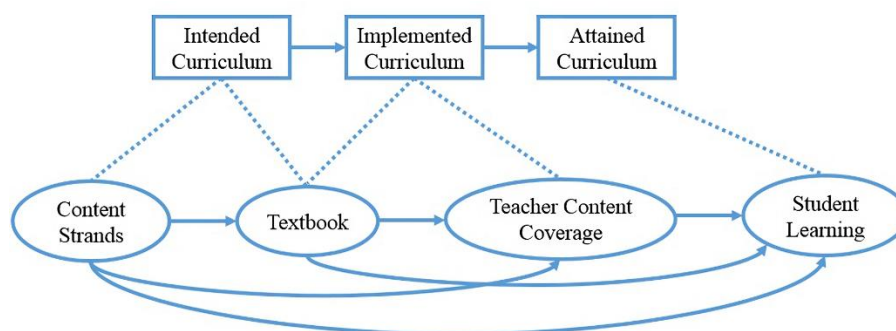 Intended
Curriculum
Implemented
Curriculum
Attained
Curriculum
Content
Strands
Textbook
Teacher Content
Coverage
Student
Learning